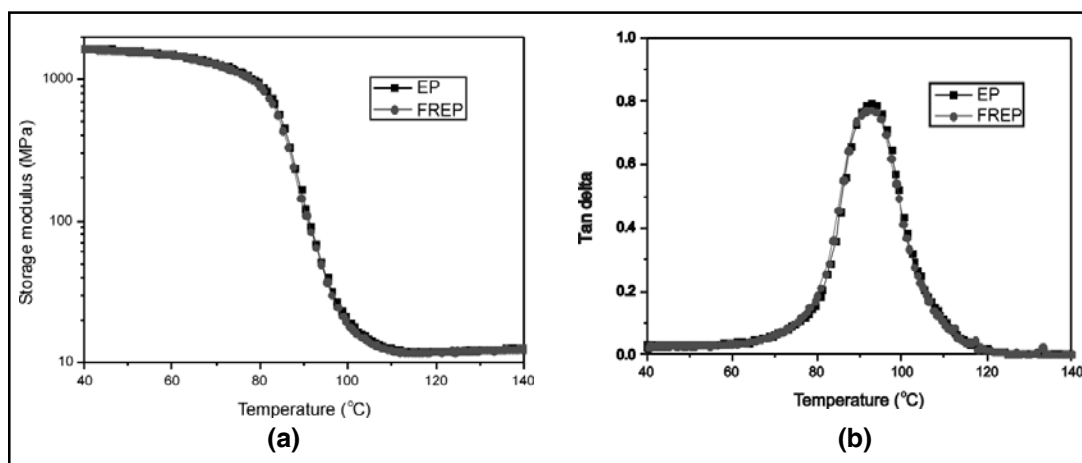 1000
100
10
Storage modulus (MPa)
EP
FREP
40 60 80 100 120 140
Temperature (°C)
(a)
1.0
0.8
0.6
0.4
0.2
0.0
Tan delta
EP
FREP
40 60 80 100 120 140
Temperature (°C)
(b)